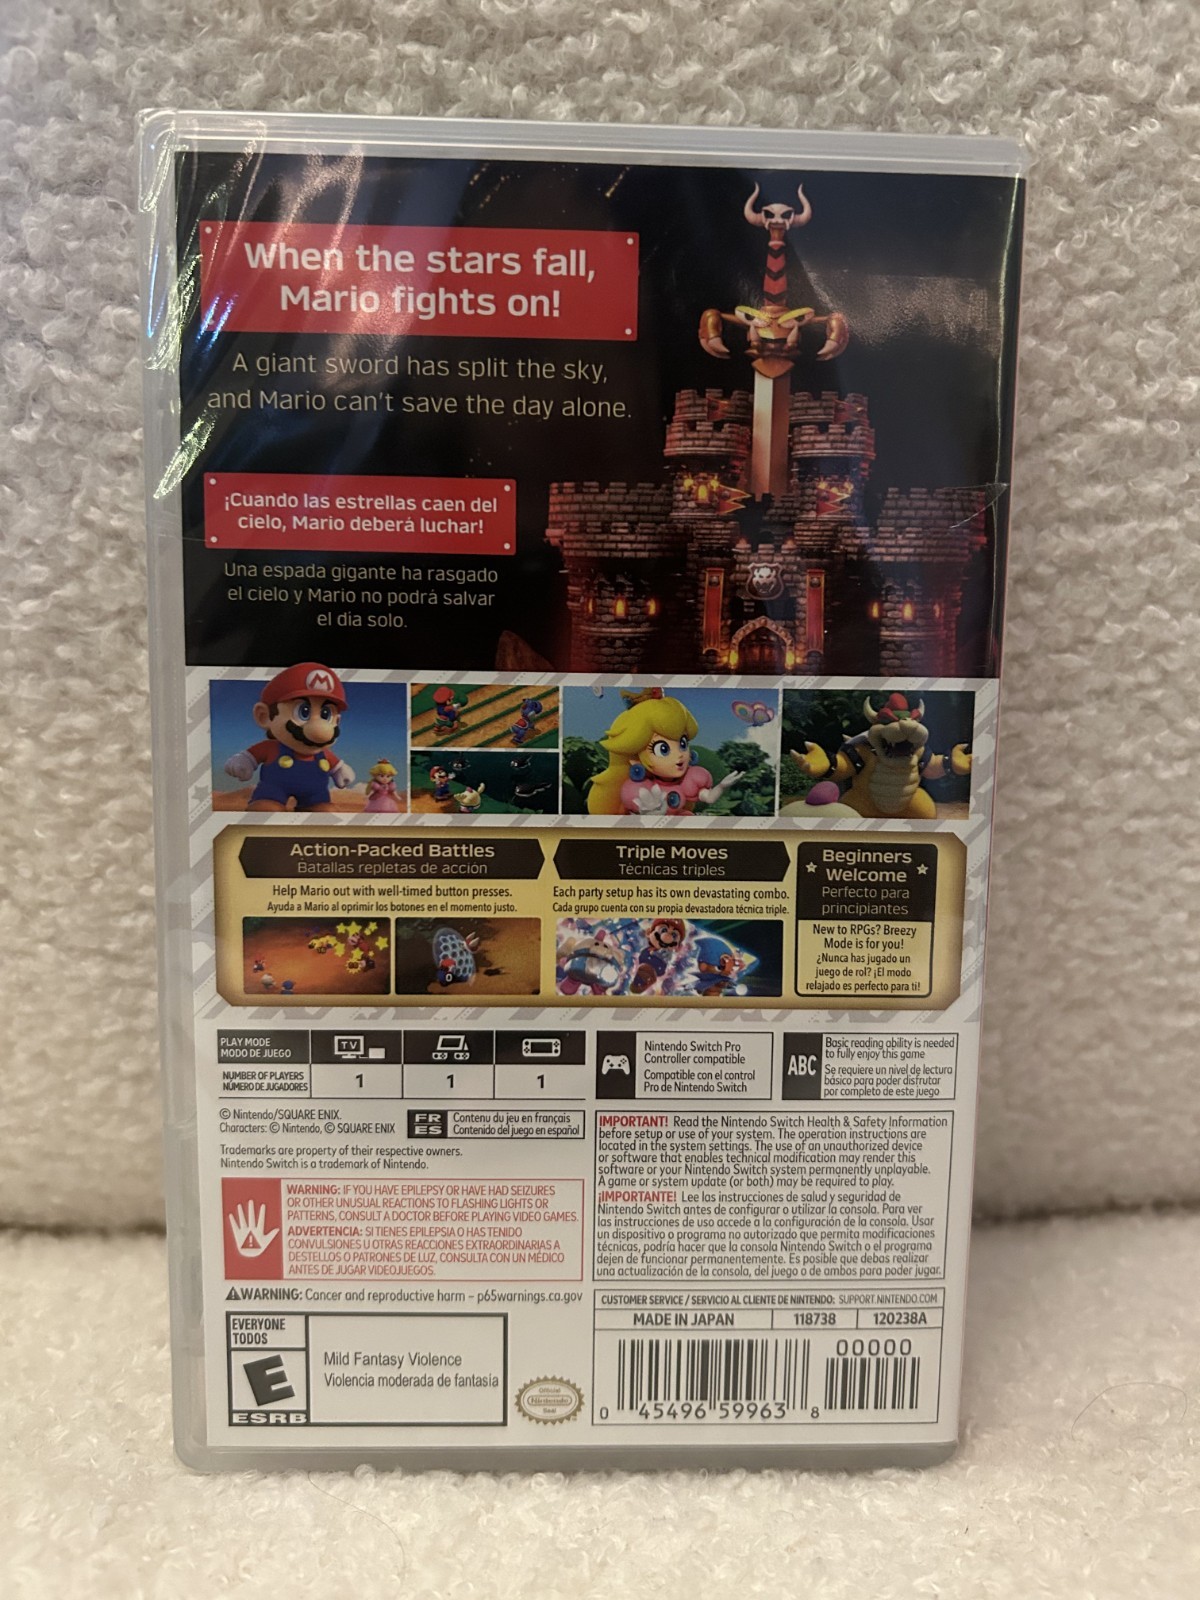 When the stars fall,
Mario fights on!
A giant sword has split the sky,
and Mario can't save the day alone.
¡Cuando las estrellas caen del
cielo, Mario deberá luchar!
Una espada gigante ha rasgado
el cielo y Mario no podrá salvar
el día solo.
M
Action-Packed Battles
Batallas repletas de acción
Help Mario out with well-timed button presses.
Ayuda a Mario al oprimir los botones en el momento justo.
Triple Moves
Técnicas triples
Each party setup has its own devastating combo.
Cada grupo cuenta con su propia devastadora técnica triple.
Beginners
Welcome
Perfecto para
principiantes
New to RPGs? Breezy
Mode is for you!
¿Nunca has jugado un
juego de rol? ¡El modo
relajado es perfecto para ti!
PLAY MODE
MODO DE JUEGO
TV
NUMBER OF PLAYERS
NÚMERO DE JUGADORES
1 1 1
Nintendo Switch Pro
Controller compatible
Compatible con el control
Pro de Nintendo Switch
ABC
Basic reading ability is needed
to fully enjoy this game
Se requiere un nivel de lectura
básico para poder disfrutar
por completo de este juego
© Nintendo/SQUARE ENIX.
Characters: © Nintendo, © SQUARE ENIX
FR
ES
Contenu du jeu en français
Contenido del juego en español
Trademarks are property of their respective owners.
Nintendo Switch is a trademark of Nintendo.
WARNING: IF YOU HAVE EPILEPSY OR HAVE HAD SEIZURES
OR OTHER UNUSUAL REACTIONS TO FLASHING LIGHTS OR
PATTERNS, CONSULT A DOCTOR BEFORE PLAYING VIDEO GAMES.
ADVERTENCIA: SI TIENES EPILEPSIA O HAS TENIDO
CONVULSIONES U OTRAS REACCIONES EXTRAORDINARIAS A
DESTELLOS O PATRONES DE LUZ, CONSULTA CON UN MÉDICO
ANTES DE JUGAR VIDEOJUEGOS.
WARNING: Cancer and reproductive harm – p65warnings.ca.gov
IMPORTANT! Read the Nintendo Switch Health & Safety Information
before setup or use of your system. The operation instructions are
located in the system settings. The use of an unauthorized device
or software that enables technical modification may render this
software or your Nintendo Switch system permanently unplayable.
A game or system update (or both) may be required to play.
¡IMPORTANTE! Lee las instrucciones de salud y seguridad de
Nintendo Switch antes de configurar o utilizar la consola. Para ver
las instrucciones de uso accede a la configuración de la consola. Usar
un dispositivo o programa no autorizado que permita modificaciones
técnicas, podría hacer que la consola Nintendo Switch o el programa
dejen de funcionar permanentemente. Es posible que debas realizar
una actualización de la consola, del juego o de ambos para poder jugar.
EVERYONE
TODOS
E
ESRB
Mild Fantasy Violence
Violencia moderada de fantasía
Official
Nintendo
Seal
CUSTOMER SERVICE / SERVICIO AL CLIENTE DE NINTENDO: SUPPORT.NINTENDO.COM
MADE IN JAPAN 118738 120238A
00000
0 45496 59963 8